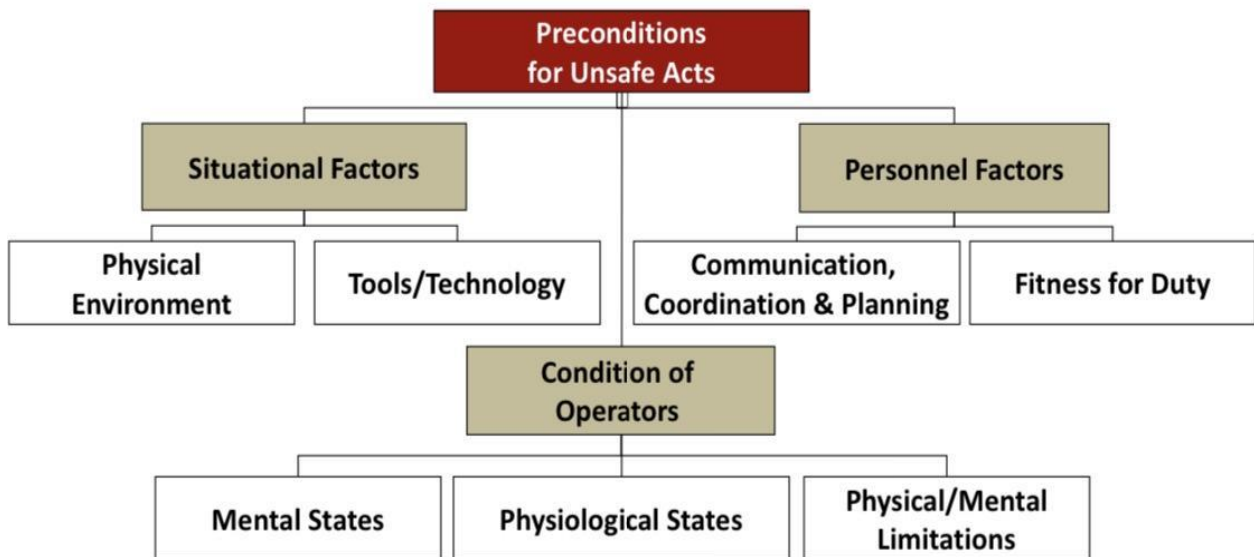 Preconditions
for Unsafe Acts
Situational Factors
Personnel Factors
Physical
Environment
Tools/Technology
Communication,
Coordination & Planning
Fitness for Duty
Condition of
Operators
Mental States
Physiological States
Physical/Mental
Limitations